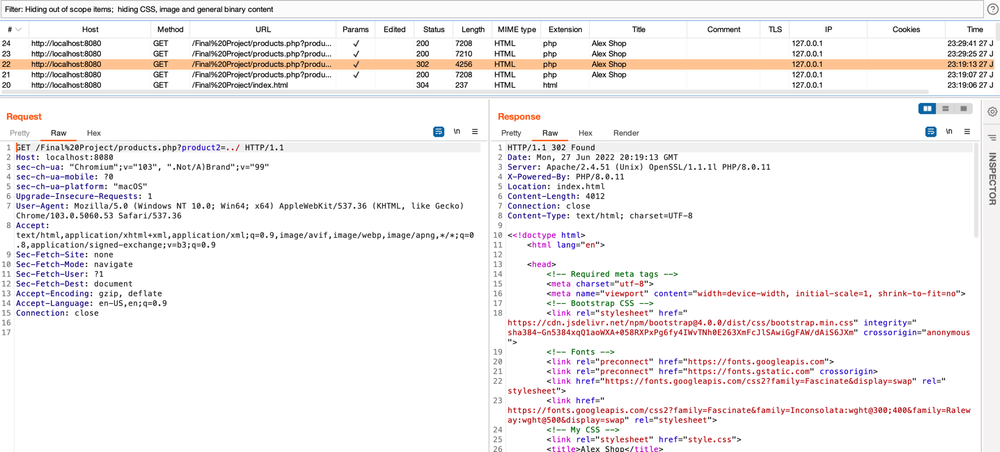 Filter: Hiding out of scope items;  hiding CSS, image and general binary content
?
# Host Method URL Params Edited Status Length MIME type Extension Title Comment TLS IP Cookies Time
24 http://localhost:8080 GET /Final%20Project/products.php?produ... ✓ 200 7208 HTML php Alex Shop 127.0.0.1 23:29:41 27 J
23 http://localhost:8080 GET /Final%20Project/products.php?produ... ✓ 200 7210 HTML php Alex Shop 127.0.0.1 23:29:25 27 J
22 http://localhost:8080 GET /Final%20Project/products.php?produ... ✓ 302 4256 HTML php Alex Shop 127.0.0.1 23:19:13 27 J
21 http://localhost:8080 GET /Final%20Project/products.php?produ... ✓ 200 7208 HTML php Alex Shop 127.0.0.1 23:19:07 27 J
20 http://localhost:8080 GET /Final%20Project/index.html 304 237 HTML html 127.0.0.1 23:19:06 27 J
Request
Pretty Raw Hex \n
1 GET /Final%20Project/products.php?product2=../ HTTP/1.1
2 Host: localhost:8080
3 sec-ch-ua: "Chromium";v="103", ".Not/A)Brand";v="99"
4 sec-ch-ua-mobile: ?0
5 sec-ch-ua-platform: "macOS"
6 Upgrade-Insecure-Requests: 1
7 User-Agent: Mozilla/5.0 (Windows NT 10.0; Win64; x64) AppleWebKit/537.36 (KHTML, like Gecko)
Chrome/103.0.5060.53 Safari/537.36
8 Accept:
text/html,application/xhtml+xml,application/xml;q=0.9,image/avif,image/webp,image/apng,*/*;q=0
.8,application/signed-exchange;v=b3;q=0.9
9 Sec-Fetch-Site: none
10 Sec-Fetch-Mode: navigate
11 Sec-Fetch-User: ?1
12 Sec-Fetch-Dest: document
13 Accept-Encoding: gzip, deflate
14 Accept-Language: en-US,en;q=0.9
15 Connection: close
16
17
Response
Pretty Raw Hex Render \n
1 HTTP/1.1 302 Found
2 Date: Mon, 27 Jun 2022 20:19:13 GMT
3 Server: Apache/2.4.51 (Unix) OpenSSL/1.1.1l PHP/8.0.11
4 X-Powered-By: PHP/8.0.11
5 Location: index.html
6 Content-Length: 4012
7 Connection: close
8 Content-Type: text/html; charset=UTF-8
9
10 <<!doctype html>
11 <html lang="en">
12
13 <head>
14 <!-- Required meta tags -->
15 <meta charset="utf-8">
16 <meta name="viewport" content="width=device-width, initial-scale=1, shrink-to-fit=no">
17 <!-- Bootstrap CSS -->
18 <link rel="stylesheet" href="
https://cdn.jsdelivr.net/npm/bootstrap@4.0.0/dist/css/bootstrap.min.css" integrity="
sha384-Gn5384xqQ1aoWXA+058RXPxPg6fy4IWvTNh0E263XmFcJlSAwiGgFAW/dAiS6JXm" crossorigin="anonymous
">
19 <!-- Fonts -->
20 <link rel="preconnect" href="https://fonts.googleapis.com">
21 <link rel="preconnect" href="https://fonts.gstatic.com" crossorigin>
22 <link href="https://fonts.googleapis.com/css2?family=Fascinate&display=swap" rel="
stylesheet">
23 <link href="
https://fonts.googleapis.com/css2?family=Fascinate&family=Inconsolata:wght@300;400&family=Ralew
ay:wght@500&display=swap" rel="stylesheet">
24 <!-- My CSS -->
25 <link rel="stylesheet" href="style.css">
26 <title>Alex Shop</title>
INSPECTOR